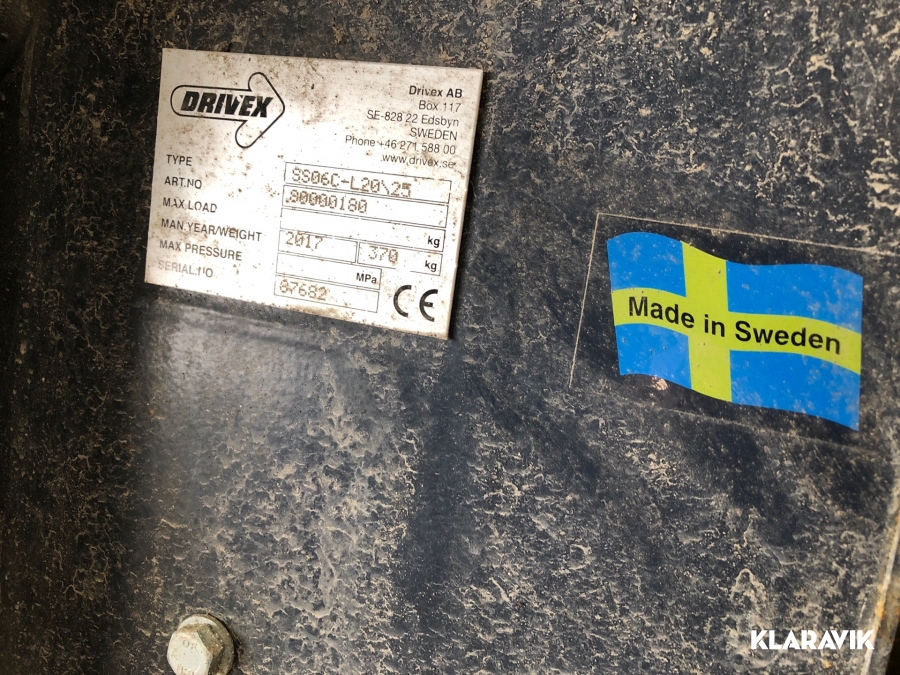 DRIVEX
Drivex AB
Box 117
SE-828 22 Edsbyn
SWEDEN
Phone +46 271 588 00
www.drivex.se
TYPE SS06C-L20\25
ART.NO 90000180
MAX LOAD kg
MAN.YEAR/WEIGHT 2017 370 kg
MAX PRESSURE MPa
SERIAL.NO 07682
CE
Made in Sweden
KLARAVIK